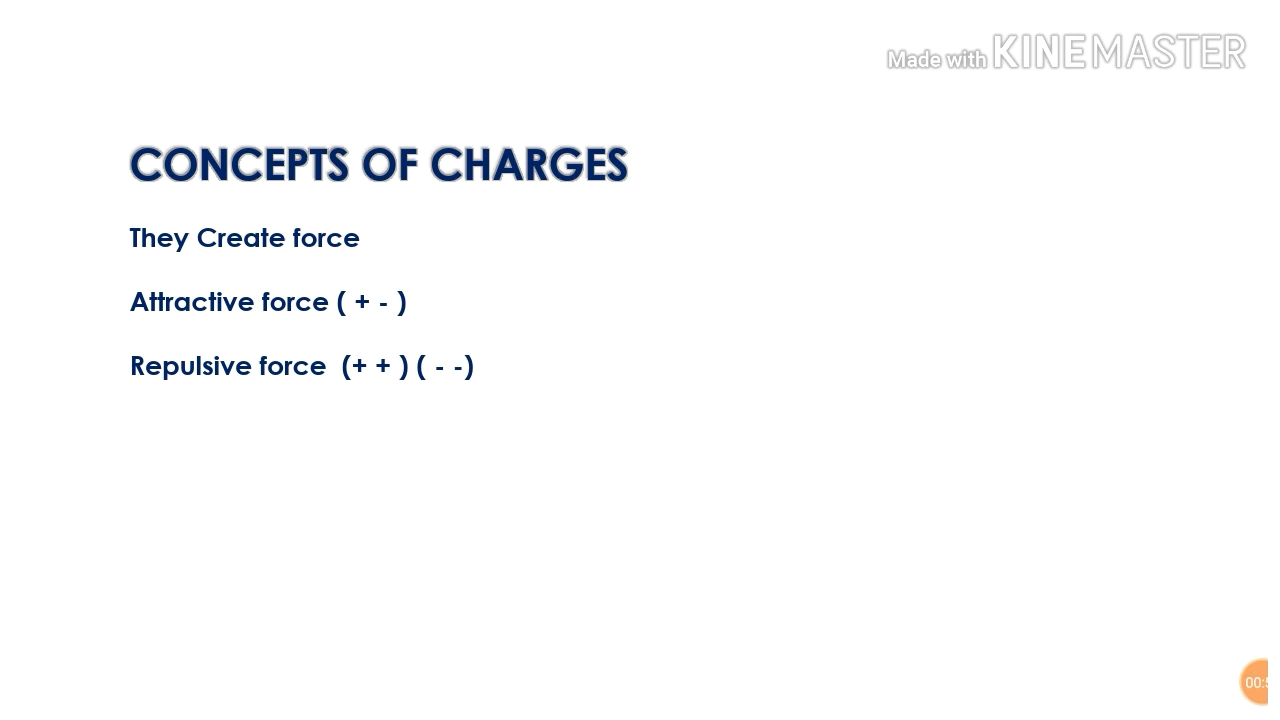 Made with KINEMASTER
CONCEPTS OF CHARGES
They Create force
Attractive force ( + - )
Repulsive force (+ + ) ( - -)